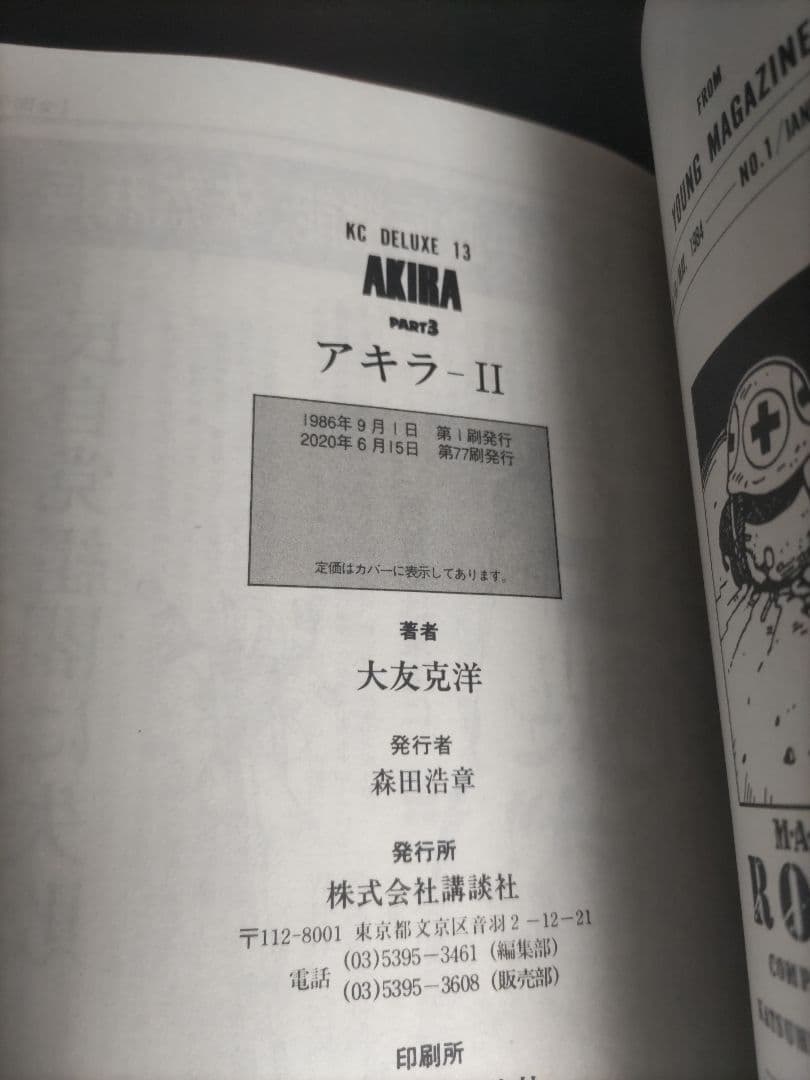 KC DELUXE 13
AKIRA
PART3
アキラ-II
1986年9月1日 第1刷発行
2020年6月15日 第77刷発行
定価はカバーに表示してあります。
著者
大友克洋
発行者
森田浩章
発行所
株式会社講談社
〒112-8001 東京都文京区音羽2-12-21
電話
(03)5395-3461(編集部)
(03)5395-3608(販売部)
印刷所
FROM
YOUNG MAGAZINE
1984 NO.1/JAN